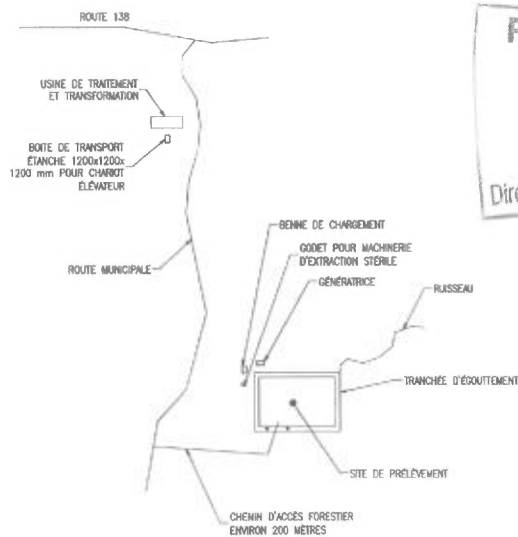 ROUTE 138
USINE DE TRAITEMENT
ET TRANSFORMATION
BOITE DE TRANSPORT
ÉTANCHE 1200x1200x
1200 mm POUR CHARIOT
ÉLÉVATEUR
ROUTE MUNICIPALE
BENNE DE CHARGEMENT
GODET POUR MACHINERIE
D'EXTRACTION STÉRILE
GÉNÉRATRICE
RUISSEAU
TRANCHÉE D'ÉGOUTTEMENT
SITE DE PRÉLÈVEMENT
CHEMIN D'ACCÈS FORESTIER
ENVIRON 200 MÈTRES